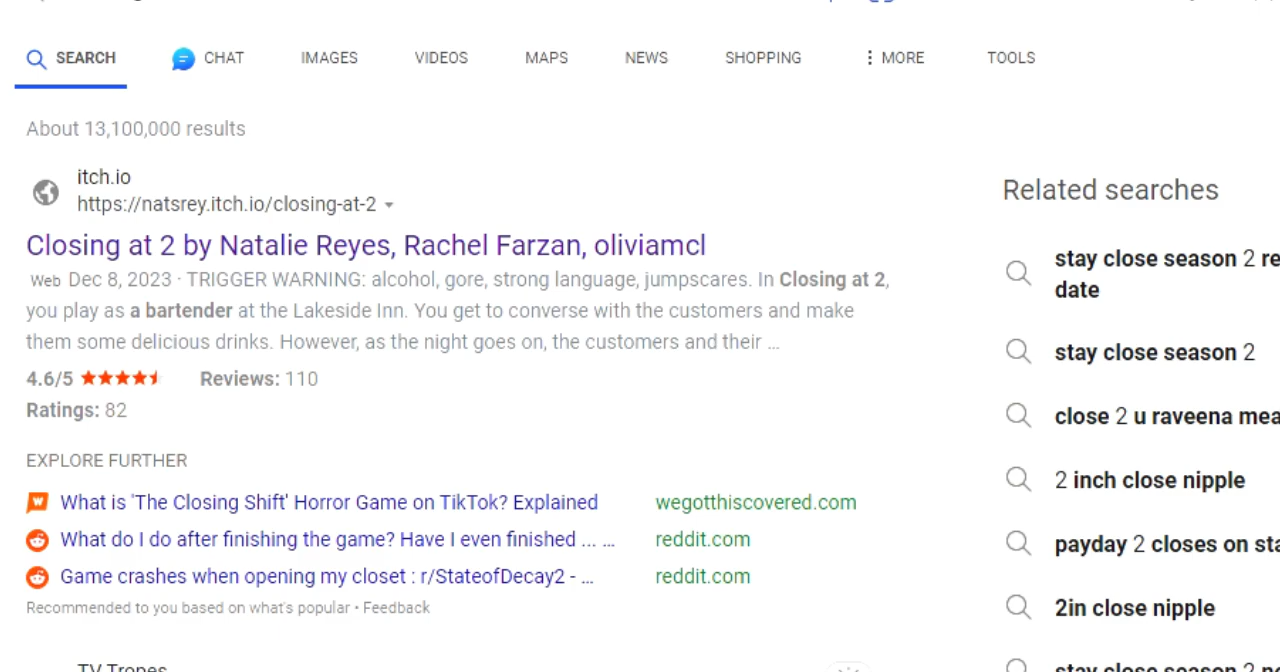 SEARCH CHAT IMAGES VIDEOS MAPS NEWS SHOPPING MORE TOOLS
About 13,100,000 results
itch.io
https://natsrey.itch.io/closing-at-2
Closing at 2 by Natalie Reyes, Rachel Farzan, oliviamcl
Web Dec 8, 2023 · TRIGGER WARNING: alcohol, gore, strong language, jumpscares. In Closing at 2,
you play as a bartender at the Lakeside Inn. You get to converse with the customers and make
them some delicious drinks. However, as the night goes on, the customers and their ...
4.6/5 Reviews: 110
Ratings: 82
EXPLORE FURTHER
What is 'The Closing Shift' Horror Game on TikTok? Explained wegotthiscovered.com
What do I do after finishing the game? Have I even finished ... ... reddit.com
Game crashes when opening my closet : r/StateofDecay2 - ... reddit.com
Recommended to you based on what's popular • Feedback
TV Tropes
Related searches
stay close season 2 re
date
stay close season 2
close 2 u raveena mea
2 inch close nipple
payday 2 closes on sta
2in close nipple
stay close season 2